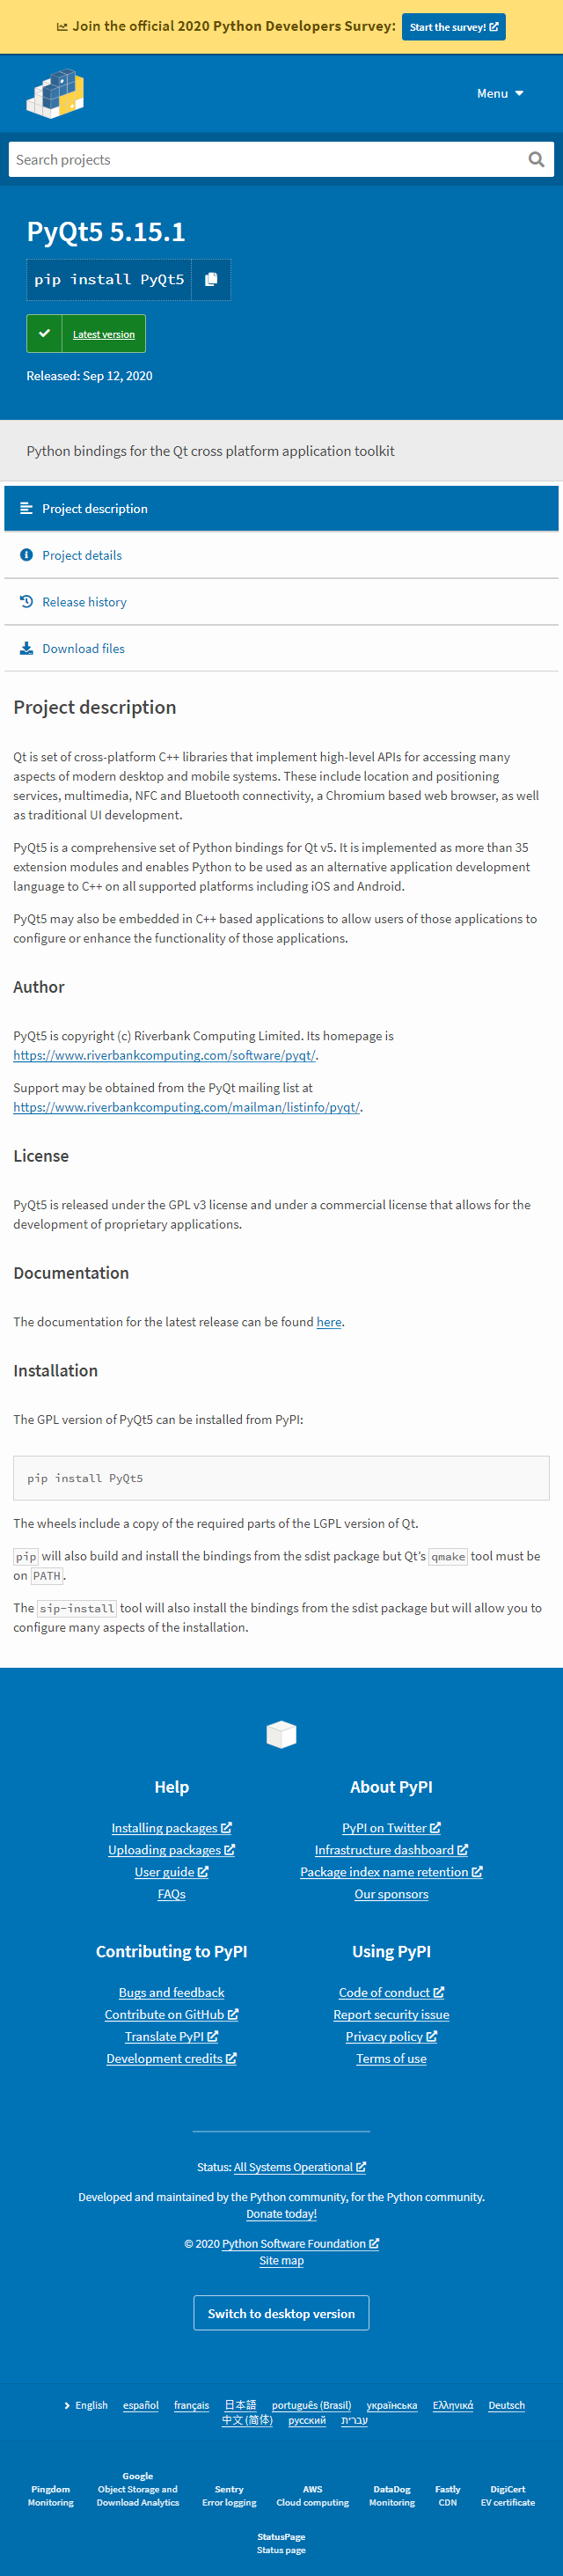 Join the official 2020 Python Developers Survey: Start the survey!
Menu
Search projects
PyQt5 5.15.1
pip install PyQt5
Latest version
Released: Sep 12, 2020
Python bindings for the Qt cross platform application toolkit
Project description
Project details
Release history
Download files
Project description
Qt is set of cross-platform C++ libraries that implement high-level APIs for accessing many
aspects of modern desktop and mobile systems. These include location and positioning
services, multimedia, NFC and Bluetooth connectivity, a Chromium based web browser, as well
as traditional UI development.
PyQt5 is a comprehensive set of Python bindings for Qt v5. It is implemented as more than 35
extension modules and enables Python to be used as an alternative application development
language to C++ on all supported platforms including iOS and Android.
PyQt5 may also be embedded in C++ based applications to allow users of those applications to
configure or enhance the functionality of those applications.
Author
PyQt5 is copyright (c) Riverbank Computing Limited. Its homepage is
https://www.riverbankcomputing.com/software/pyqt/.
Support may be obtained from the PyQt mailing list at
https://www.riverbankcomputing.com/mailman/listinfo/pyqt/.
License
PyQt5 is released under the GPL v3 license and under a commercial license that allows for the
development of proprietary applications.
Documentation
The documentation for the latest release can be found here.
Installation
The GPL version of PyQt5 can be installed from PyPI:
pip install PyQt5
The wheels include a copy of the required parts of the LGPL version of Qt.
pip will also build and install the bindings from the sdist package but Qt’s qmake tool must be
on PATH.
The sip-install tool will also install the bindings from the sdist package but will allow you to
configure many aspects of the installation.
Help
Installing packages
Uploading packages
User guide
FAQs
About PyPI
PyPI on Twitter
Infrastructure dashboard
Package index name retention
Our sponsors
Contributing to PyPI
Bugs and feedback
Contribute on GitHub
Translate PyPI
Development credits
Using PyPI
Code of conduct
Report security issue
Privacy policy
Terms of use
Status: All Systems Operational
Developed and maintained by the Python community, for the Python community.
Donate today!
© 2020 Python Software Foundation
Site map
Switch to desktop version
English español français 日本語 português (Brasil) українська Ελληνικά Deutsch
中文 (简体) русский עברית
Pingdom
Monitoring
Google
Object Storage and
Download Analytics
Sentry
Error logging
AWS
Cloud computing
DataDog
Monitoring
Fastly
CDN
DigiCert
EV certificate
StatusPage
Status page